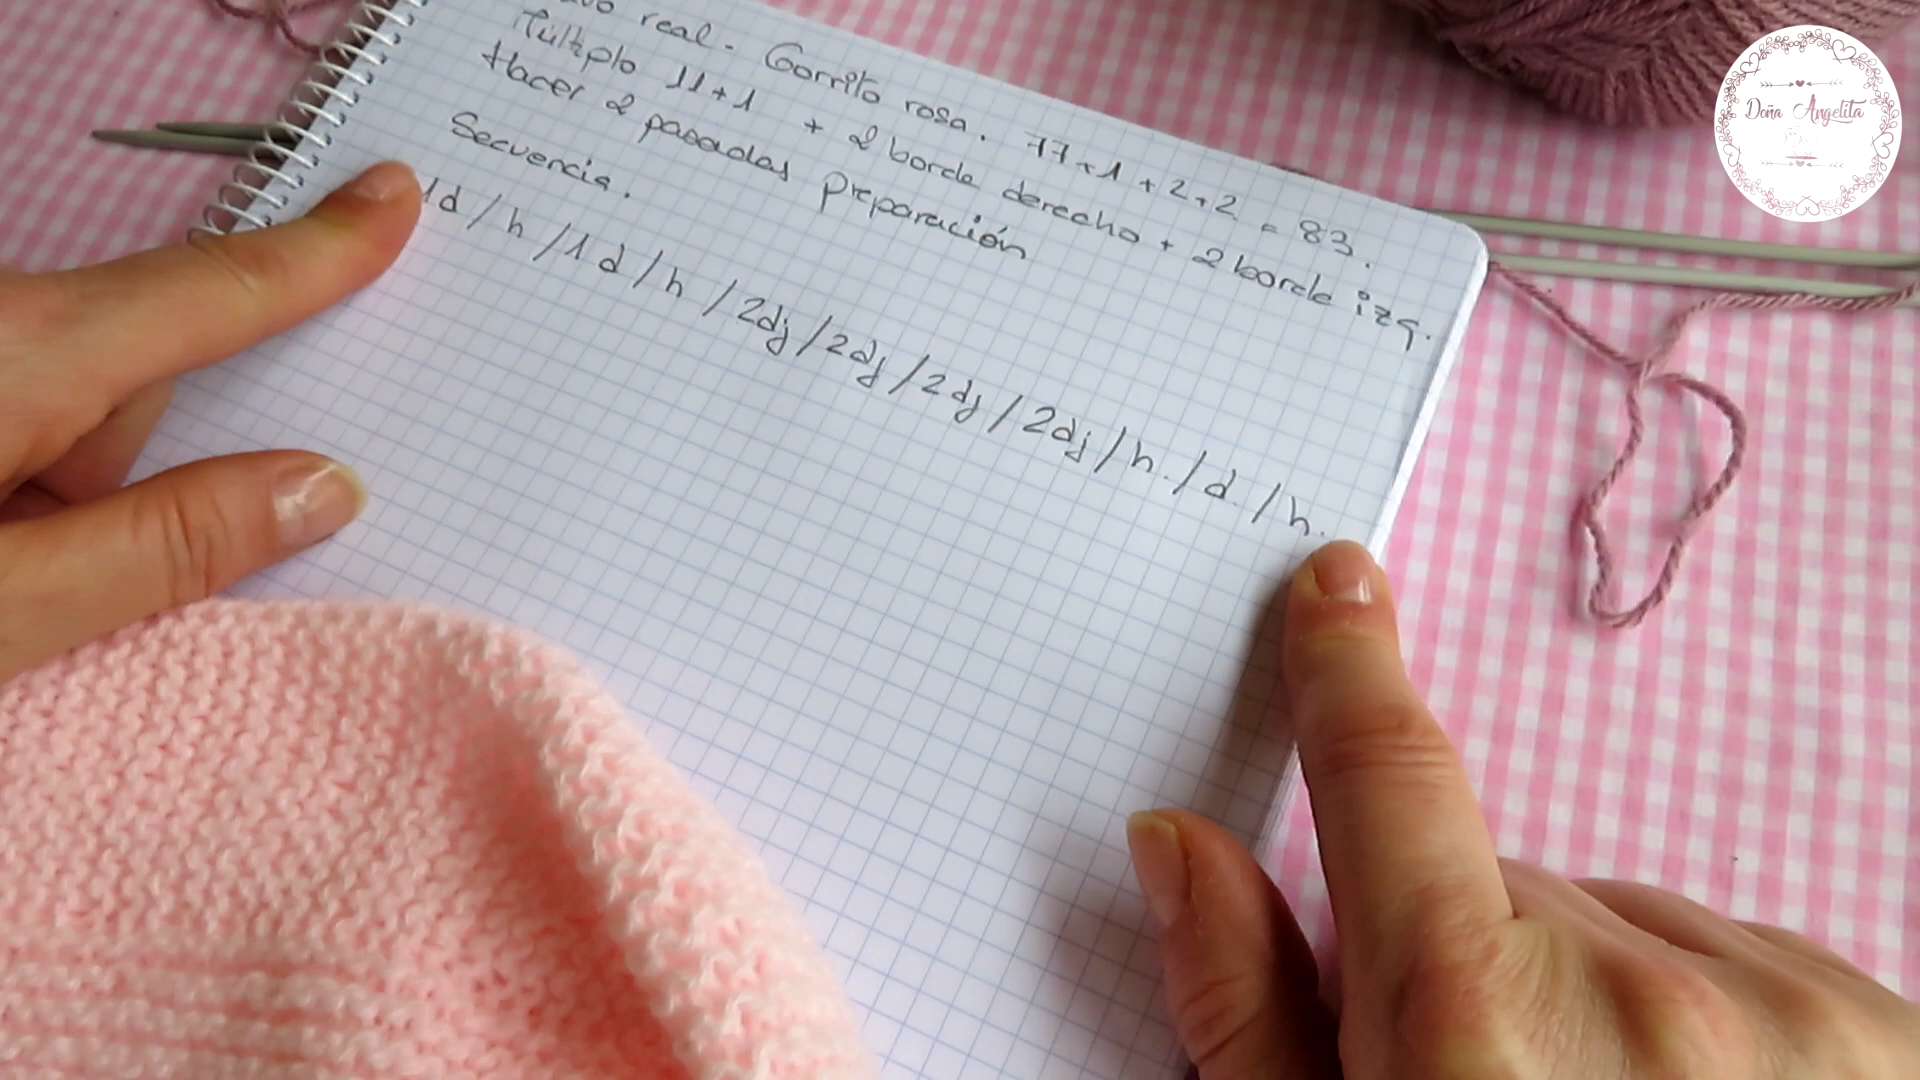 real. Gorrito rosa. 77+1+2+2 = 83.
Múltiplo 11+1 + 2 borde derecho + 2 borde izq.
Hacer 2 pasadas preparación
Secuencia.
1d / h / 1d / h / 2dj / 2dj / 2dj / 2dj / h. / d. / h.
Doña Angelita